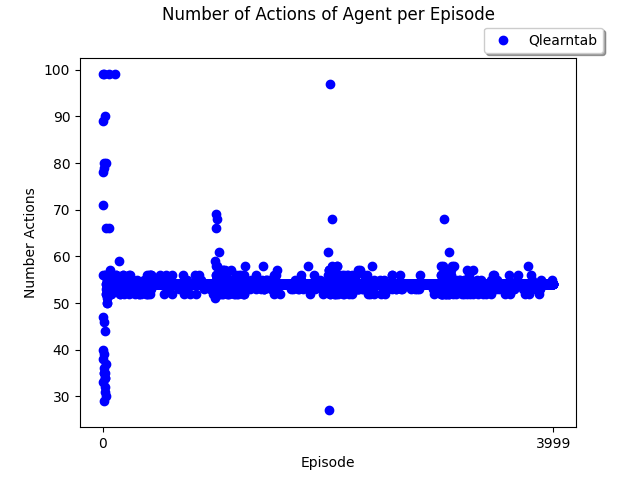 Number of Actions of Agent per Episode
Qlearntab
100
90
80
70
60
50
40
30
Number Actions
0
3999
Episode